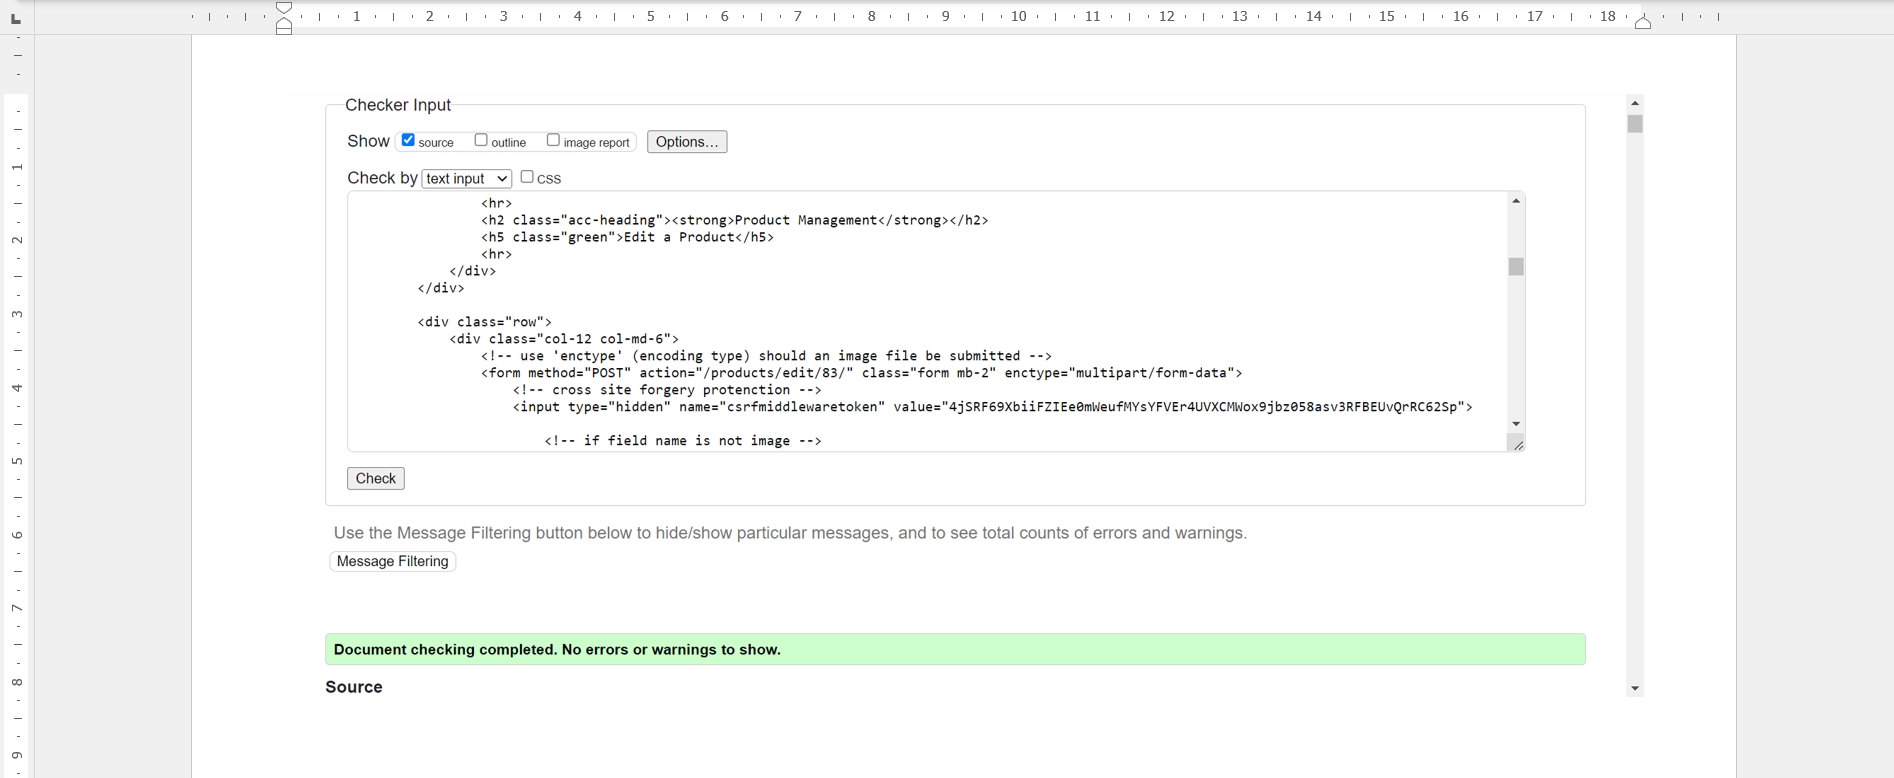 1 2 3 4 5 6 7 8 9 10 11 12 13 14 15 16 17 18
Checker Input
Show source outline image report Options...
Check by text input CSS
<hr>
<h2 class="acc-heading"><strong>Product Management</strong></h2>
<h5 class="green">Edit a Product</h5>
<hr>
</div>
</div>
<div class="row">
<div class="col-12 col-md-6">
<!-- use 'enctype' (encoding type) should an image file be submitted -->
<form method="POST" action="/products/edit/83/" class="form mb-2" enctype="multipart/form-data">
<!-- cross site forgery protenction -->
<input type="hidden" name="csrfmiddlewaretoken" value="4jSRF69XbiiFZIEe0mWeufMYsYFVEr4UVXCMWox9jbz058asv3RFBEUvQrRC62Sp">
<!-- if field name is not image -->
Check
Use the Message Filtering button below to hide/show particular messages, and to see total counts of errors and warnings.
Message Filtering
Document checking completed. No errors or warnings to show.
Source
1
2
3
4
5
6
7
8
9